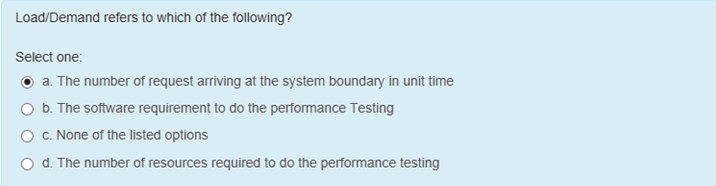 Load/Demand refers to which of the following?
Select one:
a. The number of request arriving at the system boundary in unit time
b. The software requirement to do the performance Testing
c. None of the listed options
d. The number of resources required to do the performance testing